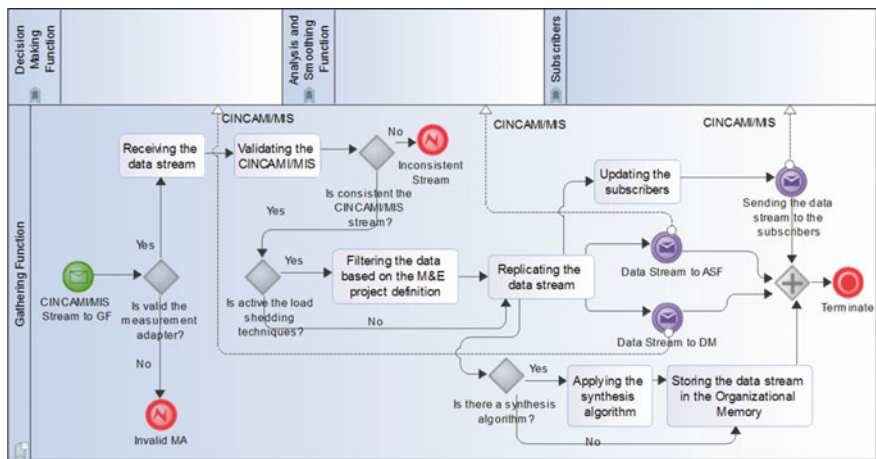 Decision
Making
Function
Analysis and
Smoothing
Function
Subscribers
Gathering Function
CINCAMI/MIS
CINCAMI/MIS
CINCAMI/MIS
Receiving the
data stream
Validating the
CINCAMI/MIS
No
Inconsistent
Stream
Is consistent the
CINCAMI/MIS
stream?
Updating the
subscribers
Sending the data
stream to the
subscribers
Yes
Yes
CINCAMI/MIS
Stream to GF
Is valid the
measurement
adapter?
Yes
Is active the load
shedding
techniques?
Filtering the data
based on the M&E
project definition
Replicating the
data stream
Data Stream to ASF
Terminate
No
Data Stream to DM
No
Invalid MA
Yes
Is there a synthesis
algorithm?
Applying the
synthesis
algorithm
Storing the data stream
in the Organizational
Memory
No